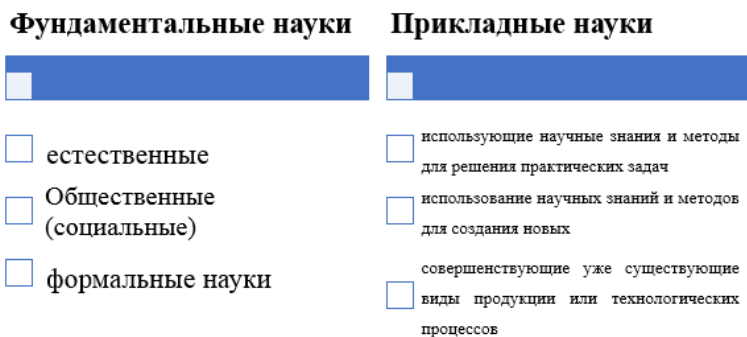 Фундаментальные науки
естественные
Общественные
(социальные)
формальные науки
Прикладные науки
использующие научные знания и методы
для решения практических задач
использование научных знаний и методов
для создания новых
совершенствующие уже существующие
виды продукции или технологических
процессов